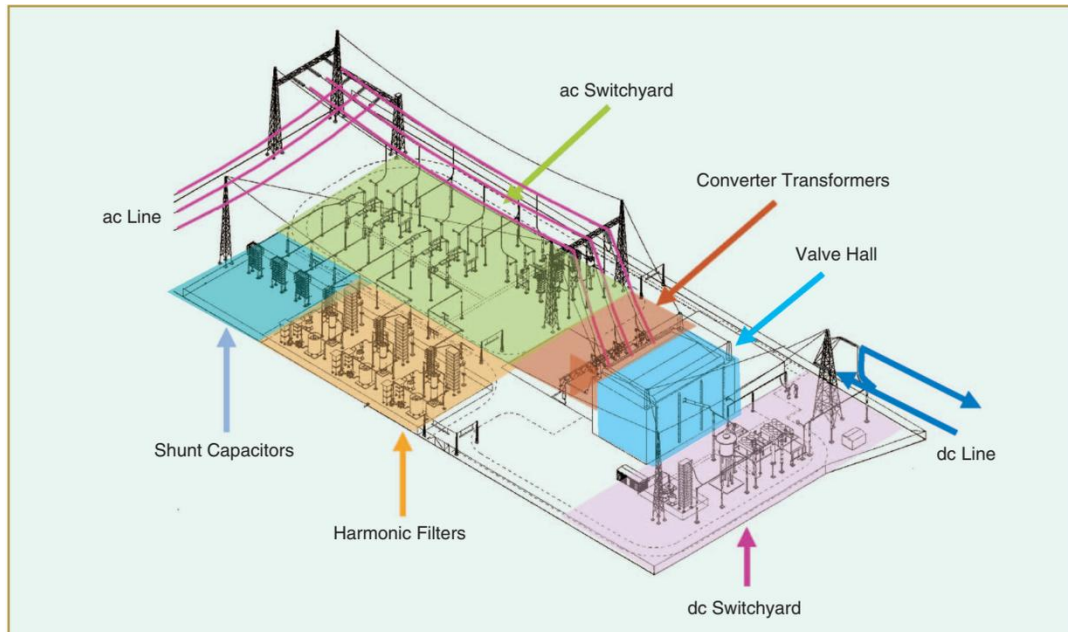 ac Switchyard
Converter Transformers
ac Line
Valve Hall
Shunt Capacitors
dc Line
Harmonic Filters
dc Switchyard